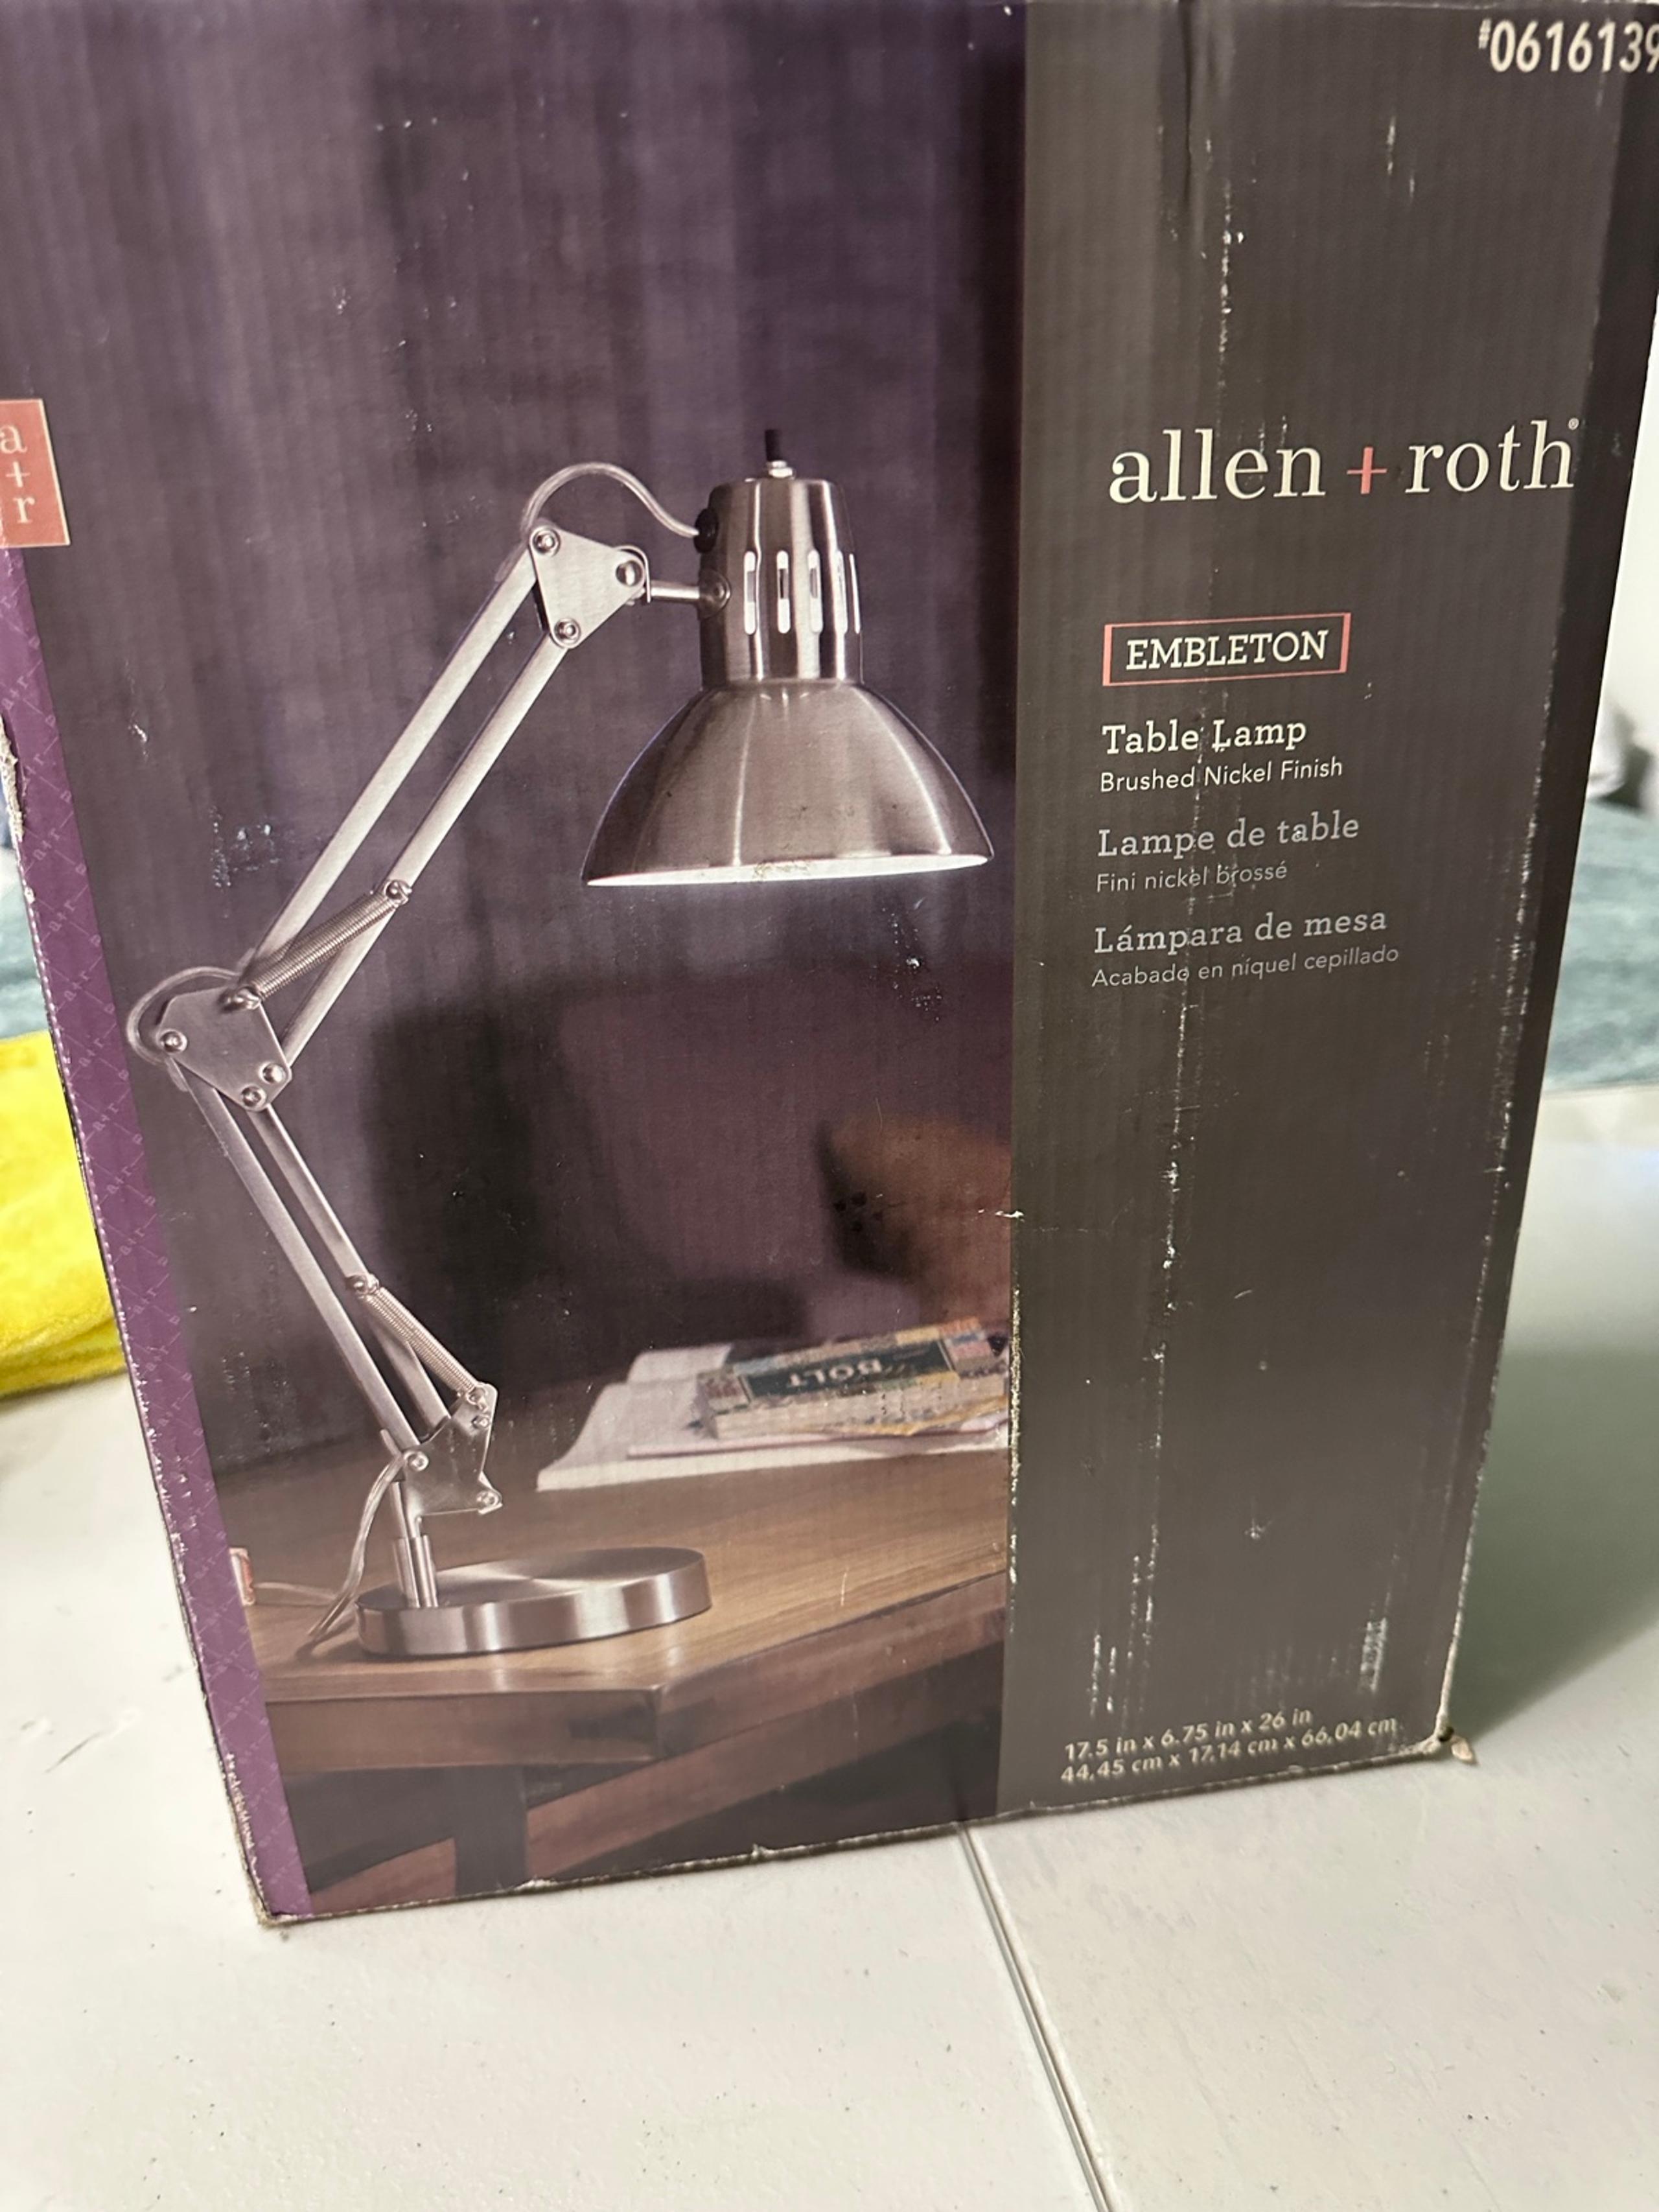 #0616139
a
+
r
allen + roth®
EMBLETON
Table Lamp
Brushed Nickel Finish
Lampe de table
Fini nickel brossé
Lámpara de mesa
Acabado en níquel cepillado
BOLT
17.5 in x 6.75 in x 26 in
44,45 cm x 17,14 cm x 66,04 cm